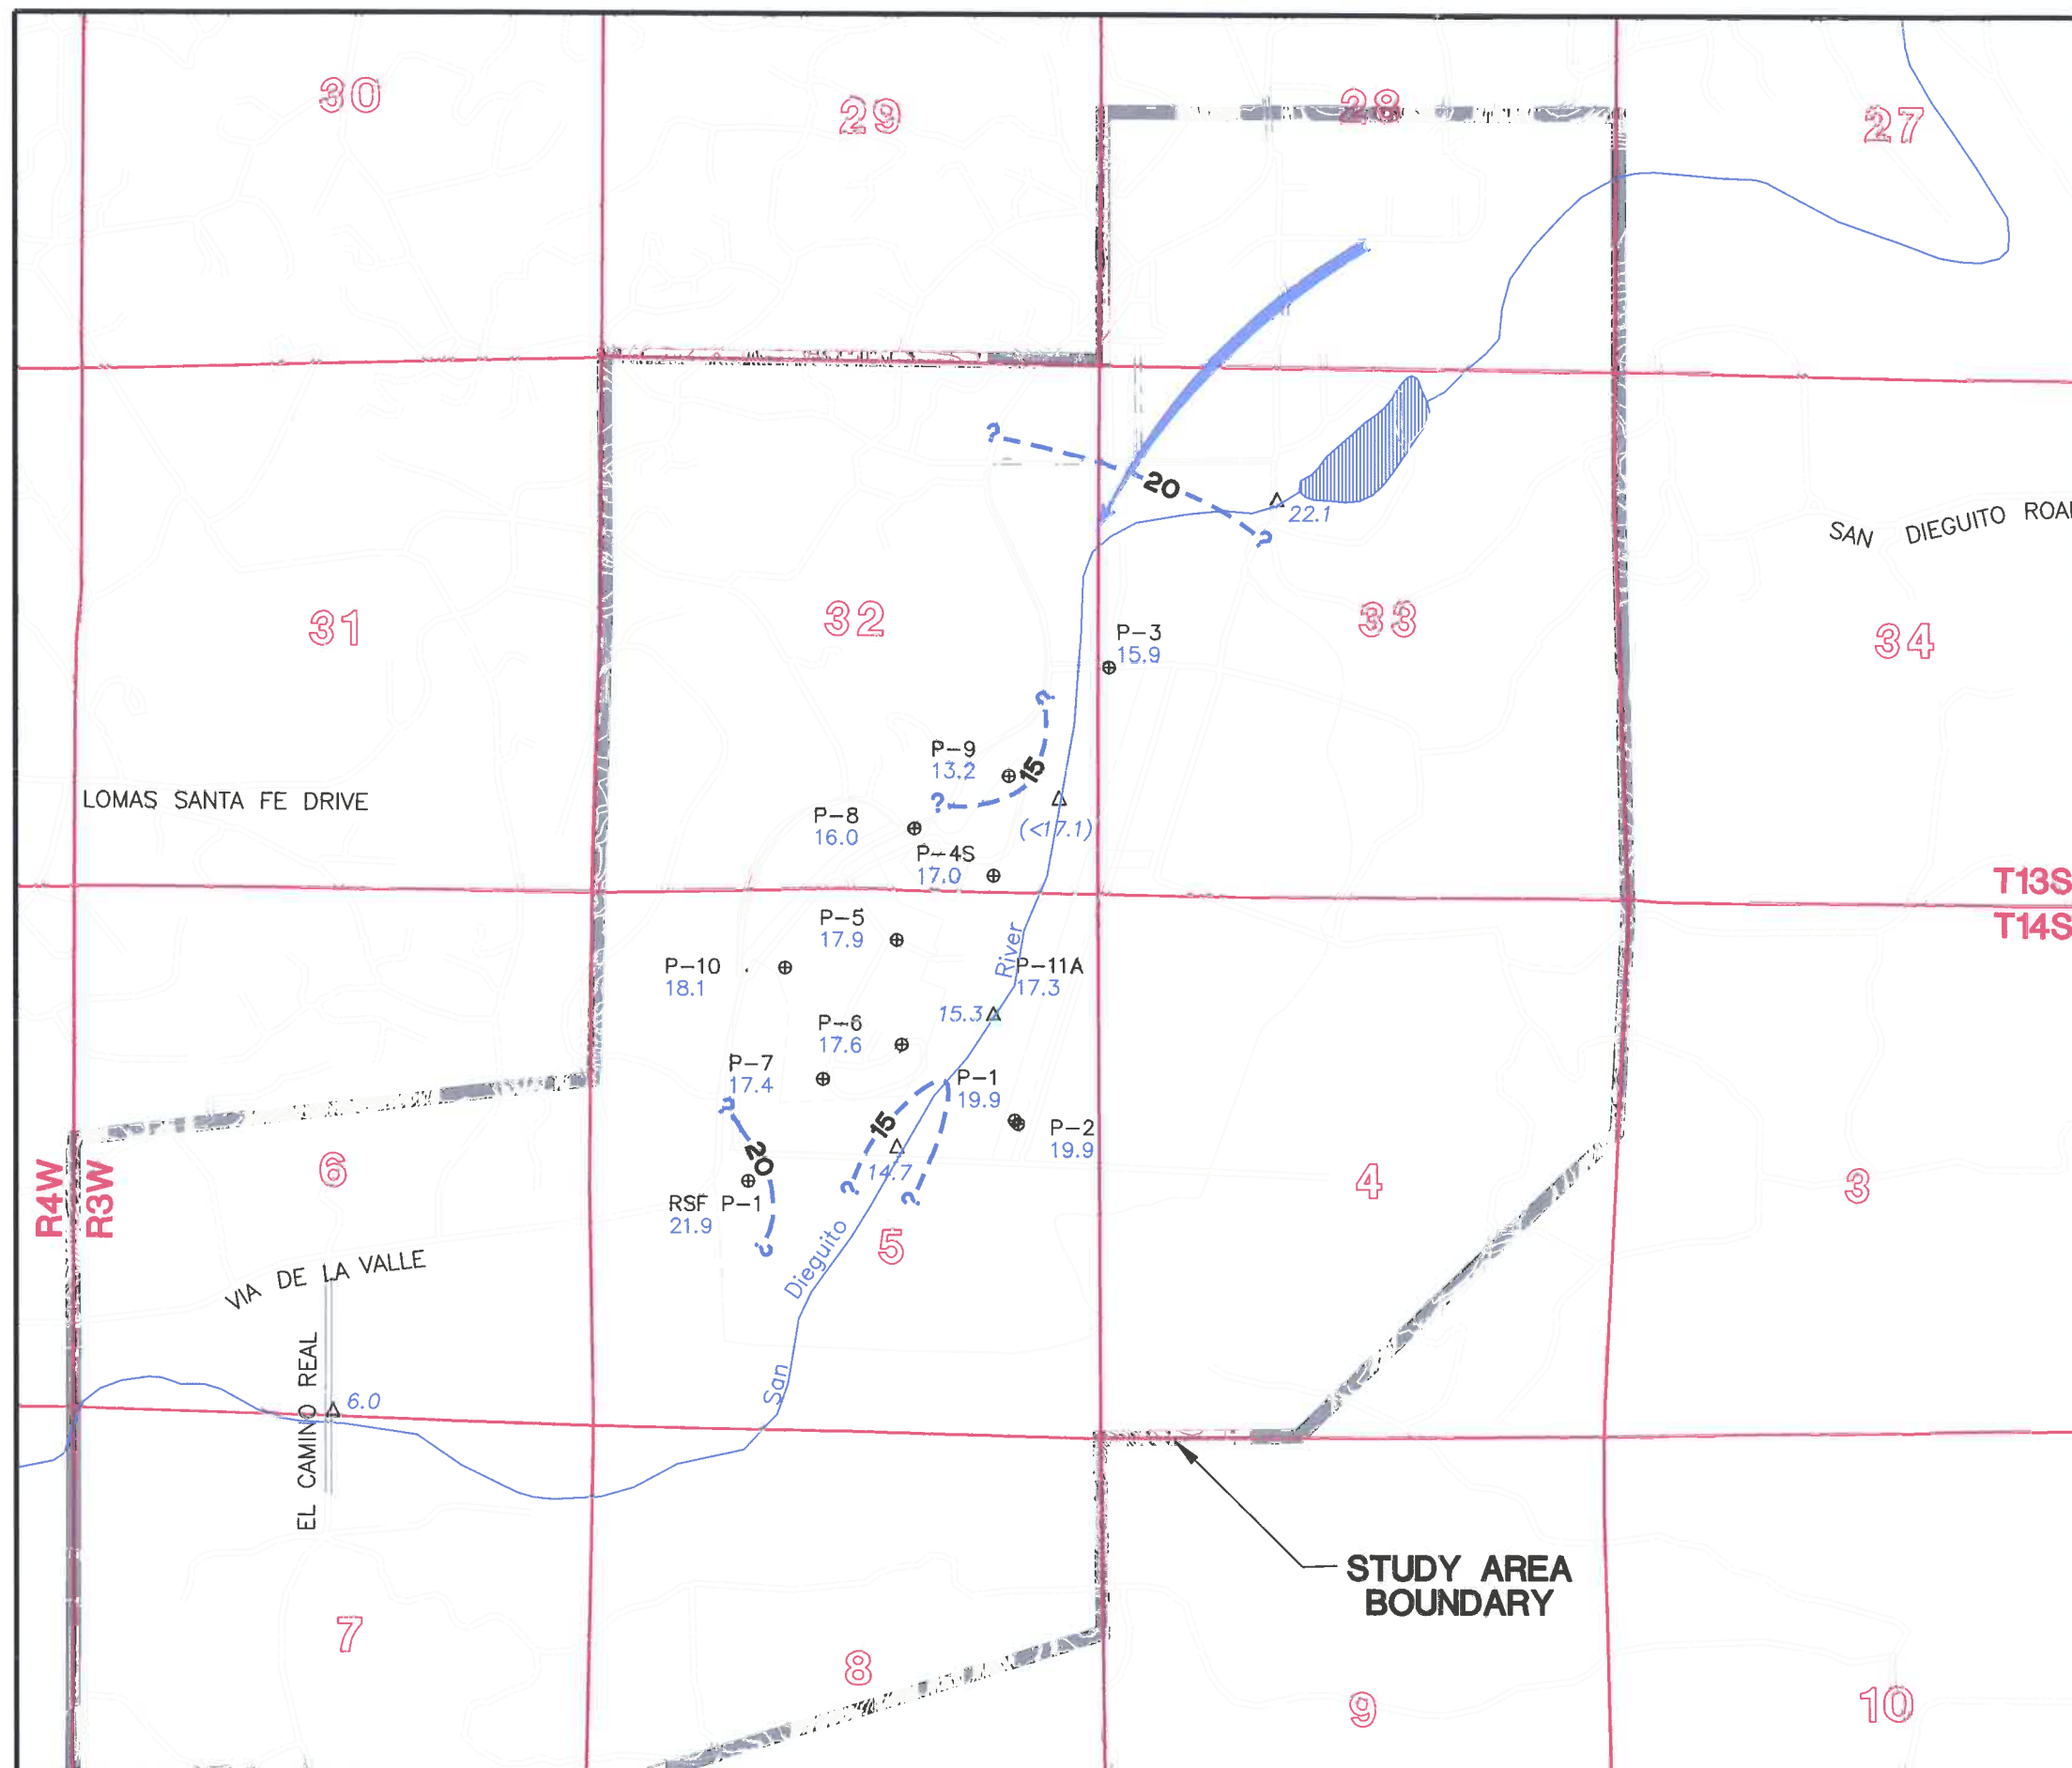 30
29
28
27
20
22.1
SAN DIEGUITO
31
32
33
34
P-3
15.9
?
?
?
P-9
13.2
15
?
LOMAS SANTA FE DRIVE
P-8
16.0
(<17.1)
P-4S
17.0
T13S
T14S
P-5
17.9
River
P-10
18.1
P-11A
17.3
15.3
P-6
17.6
P-7
17.4
P-1
19.9
15
P-2
19.9
?
20
14.7
?
?
?
R4W
R3W
6
RSF P-1
21.9
5
4
3
Dieguito
VIA DE LA VALLE
EL CAMINO REAL
San
6.0
STUDY AREA
BOUNDARY
7
8
9
10